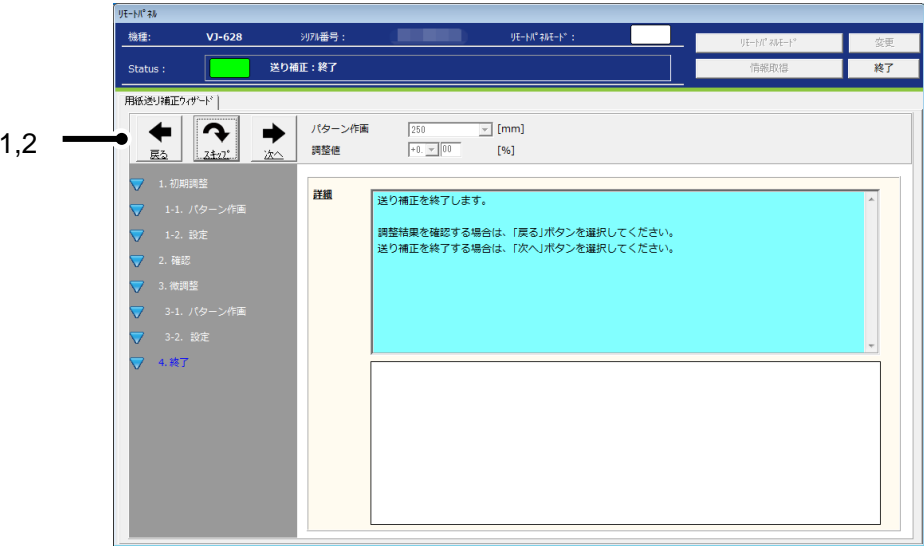 ﾘﾓｰﾄﾊﾟﾈﾙ
機種: VJ-628 ｼﾘｱﾙ番号： ﾘﾓｰﾄﾊﾟﾈﾙﾓｰﾄﾞ： ﾘﾓｰﾄﾊﾟﾈﾙﾓｰﾄﾞ 変更
Status： 送り補正：終了 情報取得 終了
用紙送り補正ｳｨｻﾞｰﾄﾞ
1,2
戻る ｽｷｯﾌﾟ 次へ
パターン作画 250 [mm]
調整値 +0. 00 [%]
1. 初期調整
1-1. パターン作画
1-2. 設定
2. 確認
3. 微調整
3-1. パターン作画
3-2. 設定
4. 終了
詳細
送り補正を終了します。
調整結果を確認する場合は、「戻る」ボタンを選択してください。
送り補正を終了する場合は、「次へ」ボタンを選択してください。